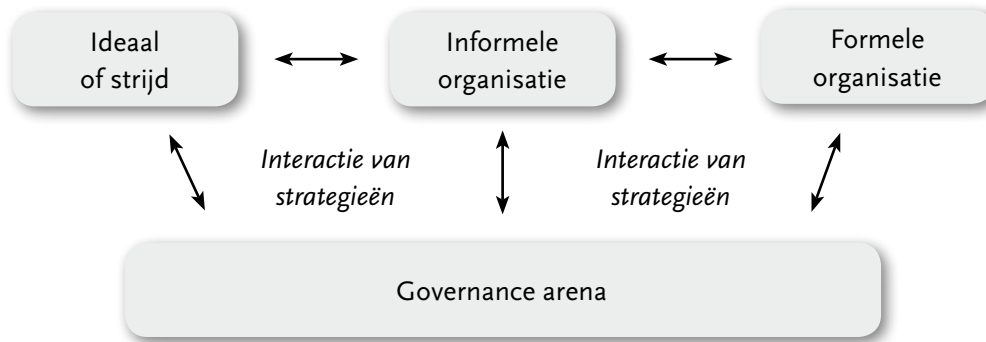 Ideaal
of strijd
Informele
organisatie
Formele
organisatie
Interactie van
strategieën
Interactie van
strategieën
Governance arena